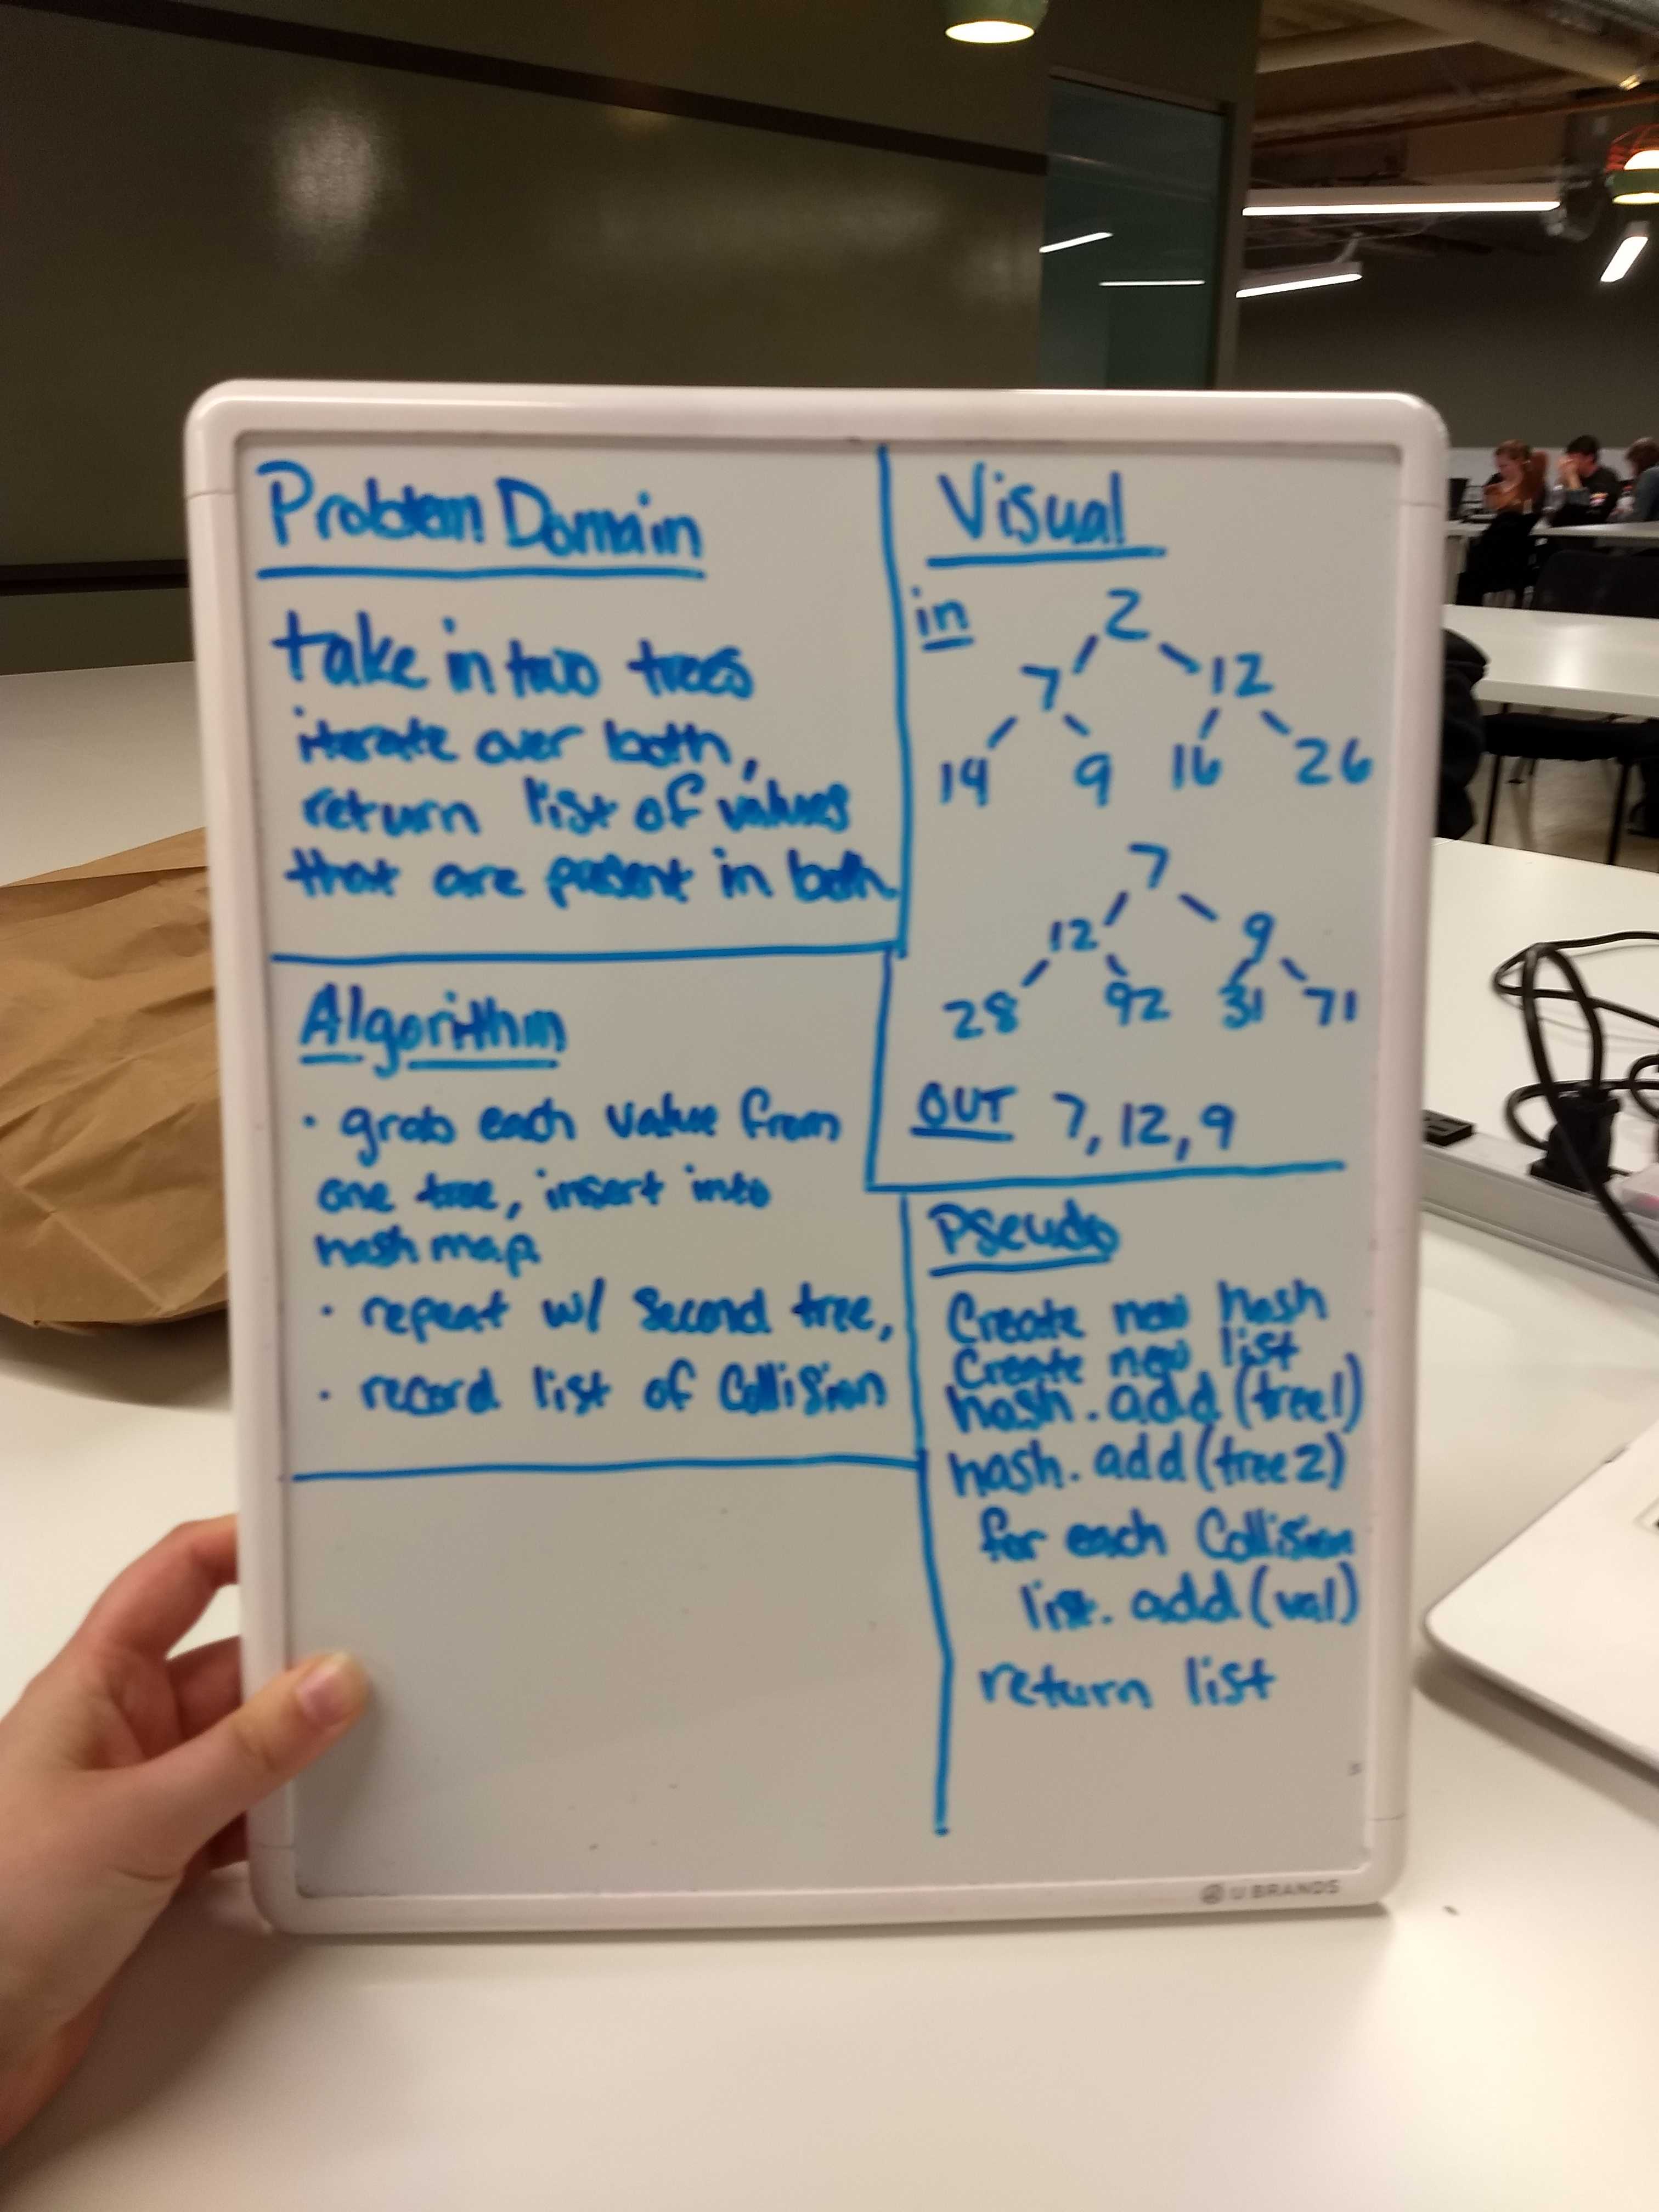 Problem Domain
take in two trees
iterate over both,
return list of values
that are present in both.
Algorithm
· grab each value from
one tree, insert into
hash map.
· repeat w/ second tree,
· record list of Collision
Visual
in
2
7 12
14 9 16 26
7
12 9
28 92 31 71
OUT 7, 12, 9
Pseudo
Create new hash
Create new list
hash.add(tree1)
hash.add(tree2)
for each Collision
list.add(val)
return list
U BRANDS